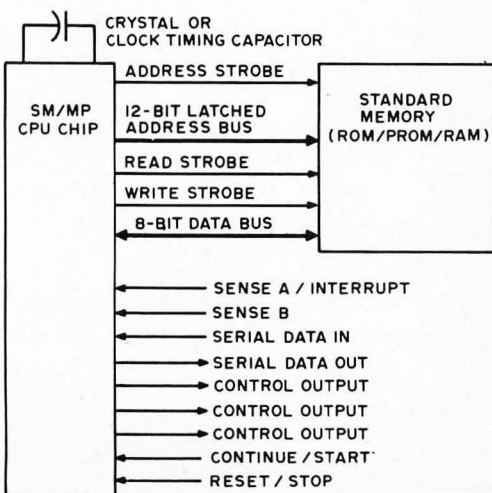 CRYSTAL OR
CLOCK TIMING CAPACITOR
SM/MP
CPU CHIP
ADDRESS STROBE
12-BIT LATCHED
ADDRESS BUS
READ STROBE
WRITE STROBE
8-BIT DATA BUS
STANDARD
MEMORY
(ROM/PROM/RAM)
SENSE A / INTERRUPT
SENSE B
SERIAL DATA IN
SERIAL DATA OUT
CONTROL OUTPUT
CONTROL OUTPUT
CONTROL OUTPUT
CONTINUE/START
RESET/STOP